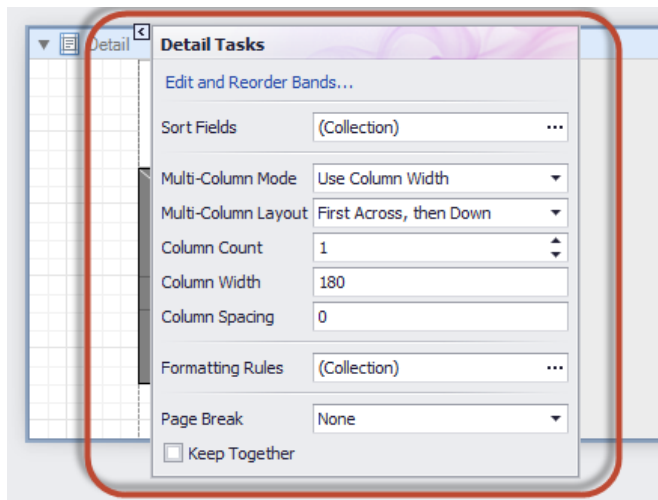 Detail
Detail Tasks
Edit and Reorder Bands...
Sort Fields (Collection) ...
Multi-Column Mode Use Column Width
Multi-Column Layout First Across, then Down
Column Count 1
Column Width 180
Column Spacing 0
Formatting Rules (Collection) ...
Page Break None
Keep Together